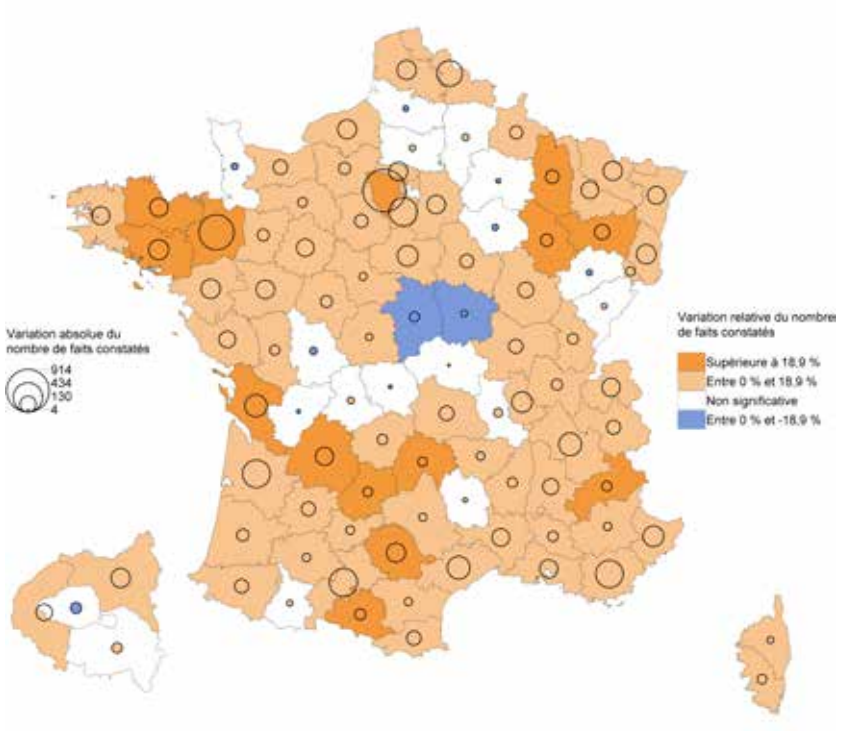 Variation absolue du
nombre de faits constatés
914
434
130
4
Variation relative du nombre
de faits constatés
Supérieure à 18,9 %
Entre 0 % et 18,9 %
Non significative
Entre 0 % et -18,9 %